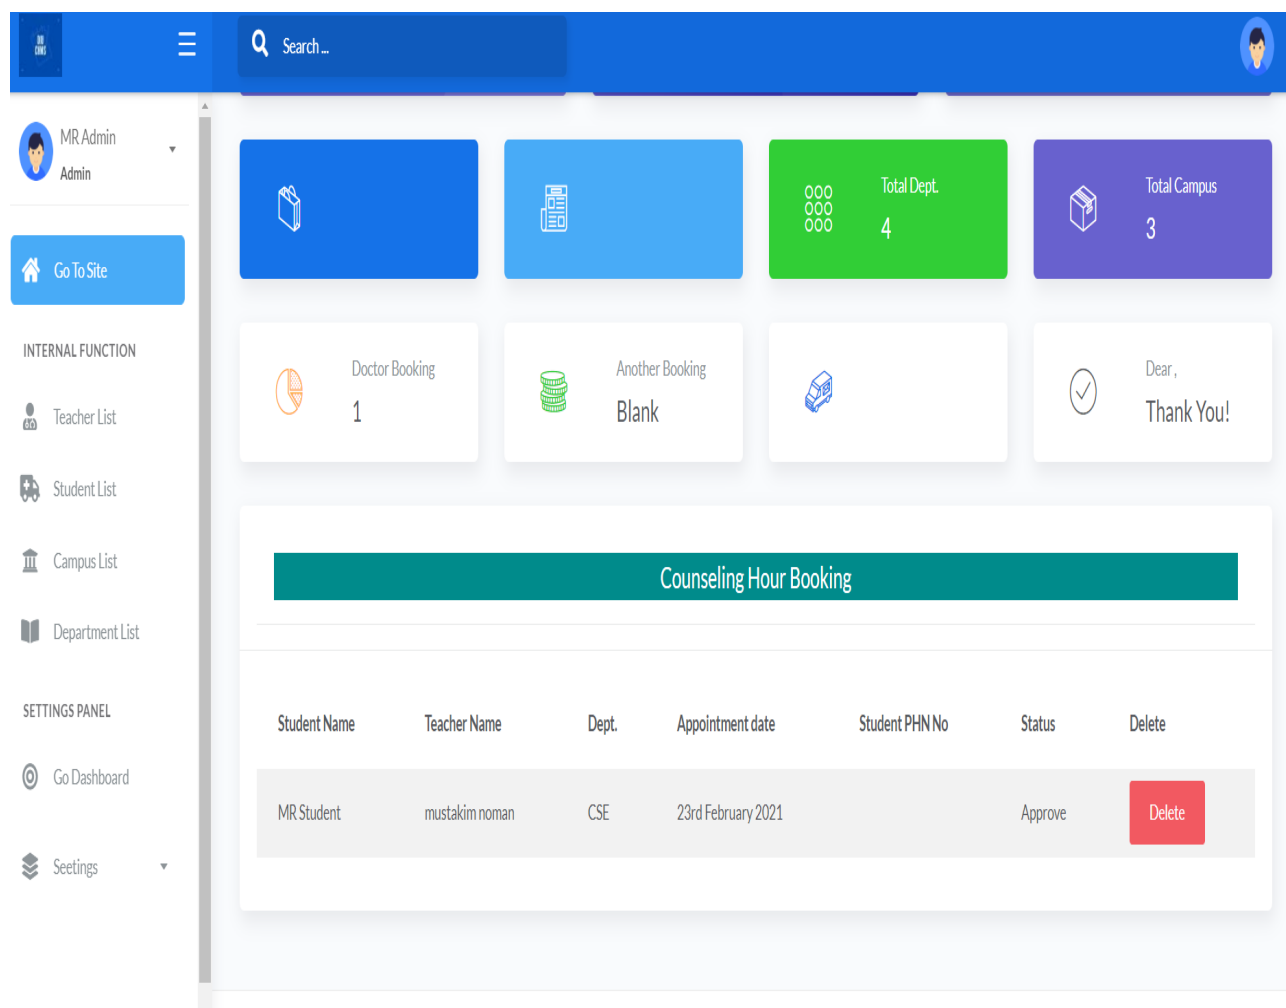 Search ...
MR Admin
Admin
Go To Site
INTERNAL FUNCTION
Teacher List
Student List
Campus List
Department List
SETTINGS PANEL
Go Dashboard
Seetings
Total Dept.
4
Total Campus
3
Doctor Booking
1
Another Booking
Blank
Dear ,
Thank You!
Counseling Hour Booking
Student Name Teacher Name Dept. Appointment date Student PHN No Status Delete
MR Student mustakim noman CSE 23rd February 2021 Approve Delete